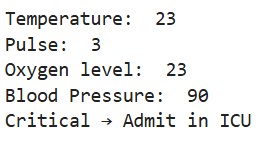 Temperature:  23
Pulse:  3
Oxygen level:  23
Blood Pressure:  90
Critical → Admit in ICU